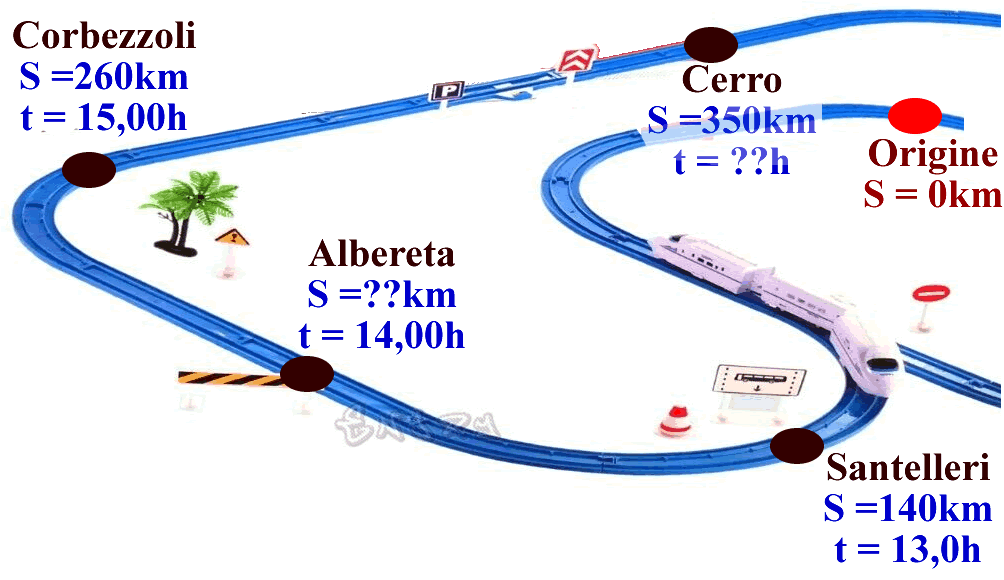 Corbezzoli
S =260km
t = 15,00h
Cerro
S =350km
t = ??h
Origine
S = 0km
P
Albereta
S =??km
t = 14,00h
Santelleri
S =140km
t = 13,0h